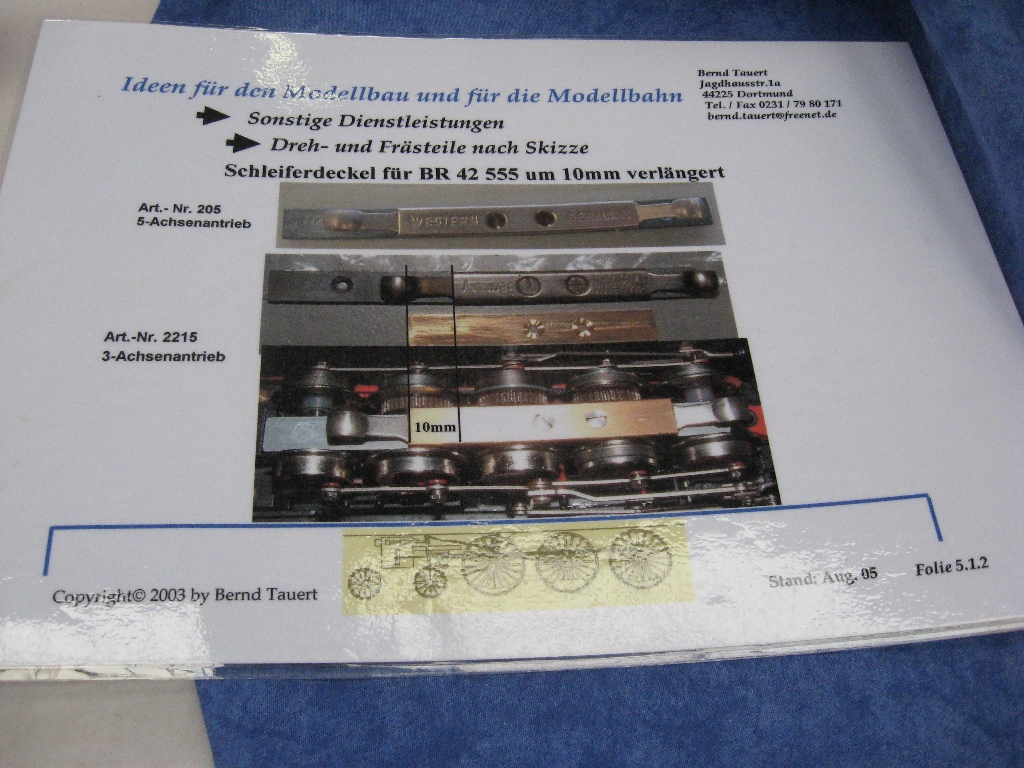 Ideen für den Modellbau und für die Modellbahn
Sonstige Dienstleistungen
Dreh- und Frästeile nach Skizze
Bernd Tauert
Jagdhausstr.1a
44225 Dortmund
Tel. / Fax 0231 / 79 80 171
bernd.tauert@freenet.de
Schleiferdeckel für BR 42 555 um 10mm verlängert
Art.- Nr. 205
5-Achsenantrieb
WESTERN GERMANY
Art.-Nr. 2215
3-Achsenantrieb
10mm
Copyright© 2003 by Bernd Tauert
Stand: Aug. 05
Folie 5.1.2